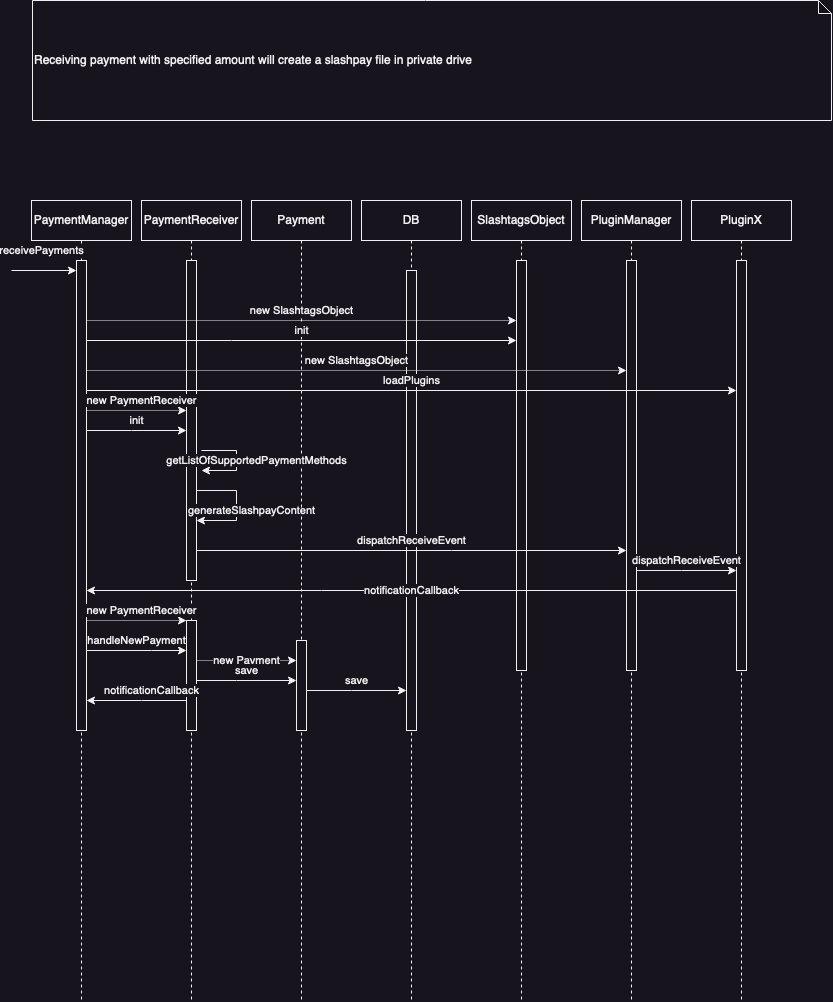 Receiving payment with specified amount will create a slashpay file in private drive
PaymentManager
PaymentReceiver
Payment
DB
SlashtagsObject
PluginManager
PluginX
receivePayments
new SlashtagsObject
init
new SlashtagsObject
loadPlugins
new PaymentReceiver
init
getListOfSupportedPaymentMethods
generateSlashpayContent
dispatchReceiveEvent
dispatchReceiveEvent
notificationCallback
new PaymentReceiver
handleNewPayment
new Payment
save
save
notificationCallback